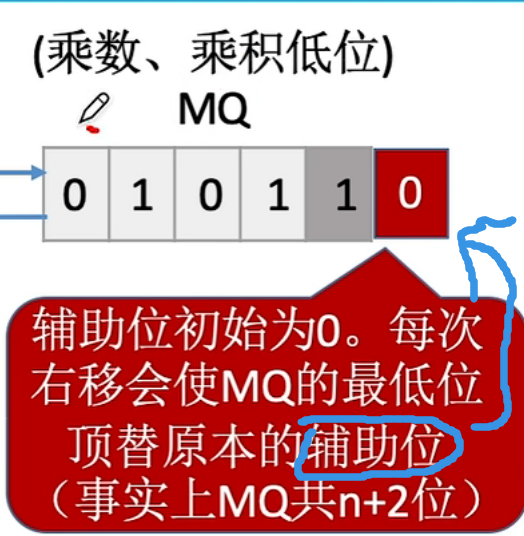 (乘数、乘积低位)
MQ
0 1 0 1 1 0
辅助位初始为0。每次
右移会使MQ的最低位
顶替原本的辅助位
（事实上MQ共n+2位）